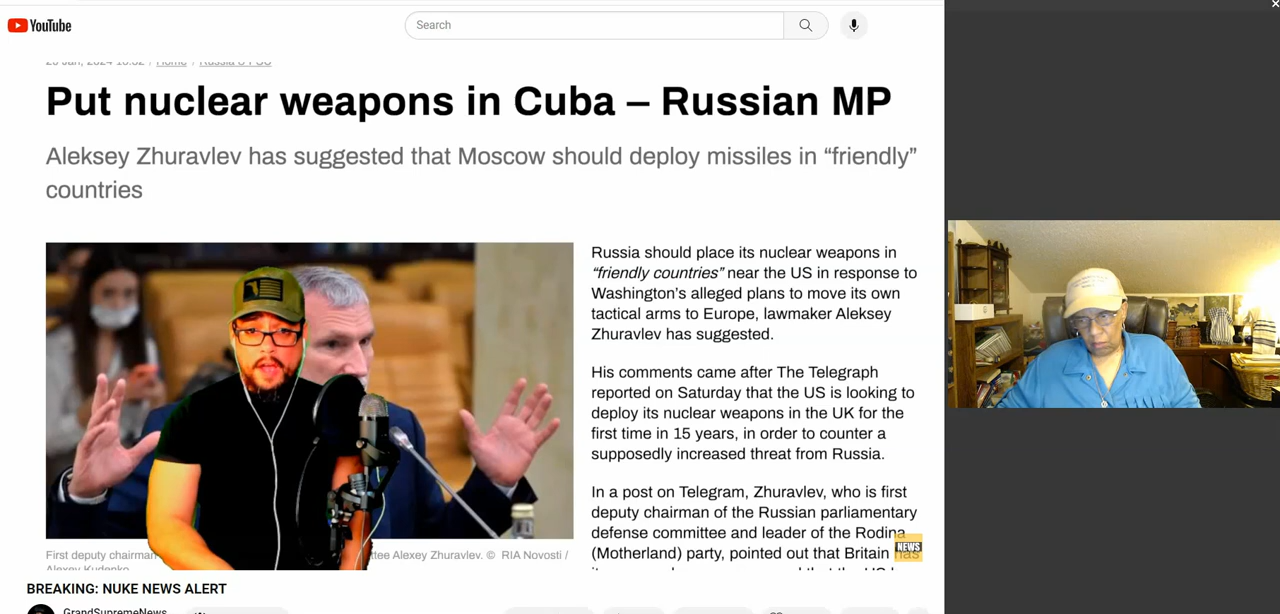 YouTube
Search
Put nuclear weapons in Cuba – Russian MP
Aleksey Zhuravlev has suggested that Moscow should deploy missiles in “friendly”
countries
Russia should place its nuclear weapons in
“friendly countries” near the US in response to
Washington’s alleged plans to move its own
tactical arms to Europe, lawmaker Aleksey
Zhuravlev has suggested.
His comments came after The Telegraph
reported on Saturday that the US is looking to
deploy its nuclear weapons in the UK for the
first time in 15 years, in order to counter a
supposedly increased threat from Russia.
In a post on Telegram, Zhuravlev, who is first
deputy chairman of the Russian parliamentary
defense committee and leader of the Rodina
(Motherland) party, pointed out that Britain has
NEWS
First deputy chairman Alexey Zhuravlev. © RIA Novosti /
BREAKING: NUKE NEWS ALERT
GrandSupremeNews